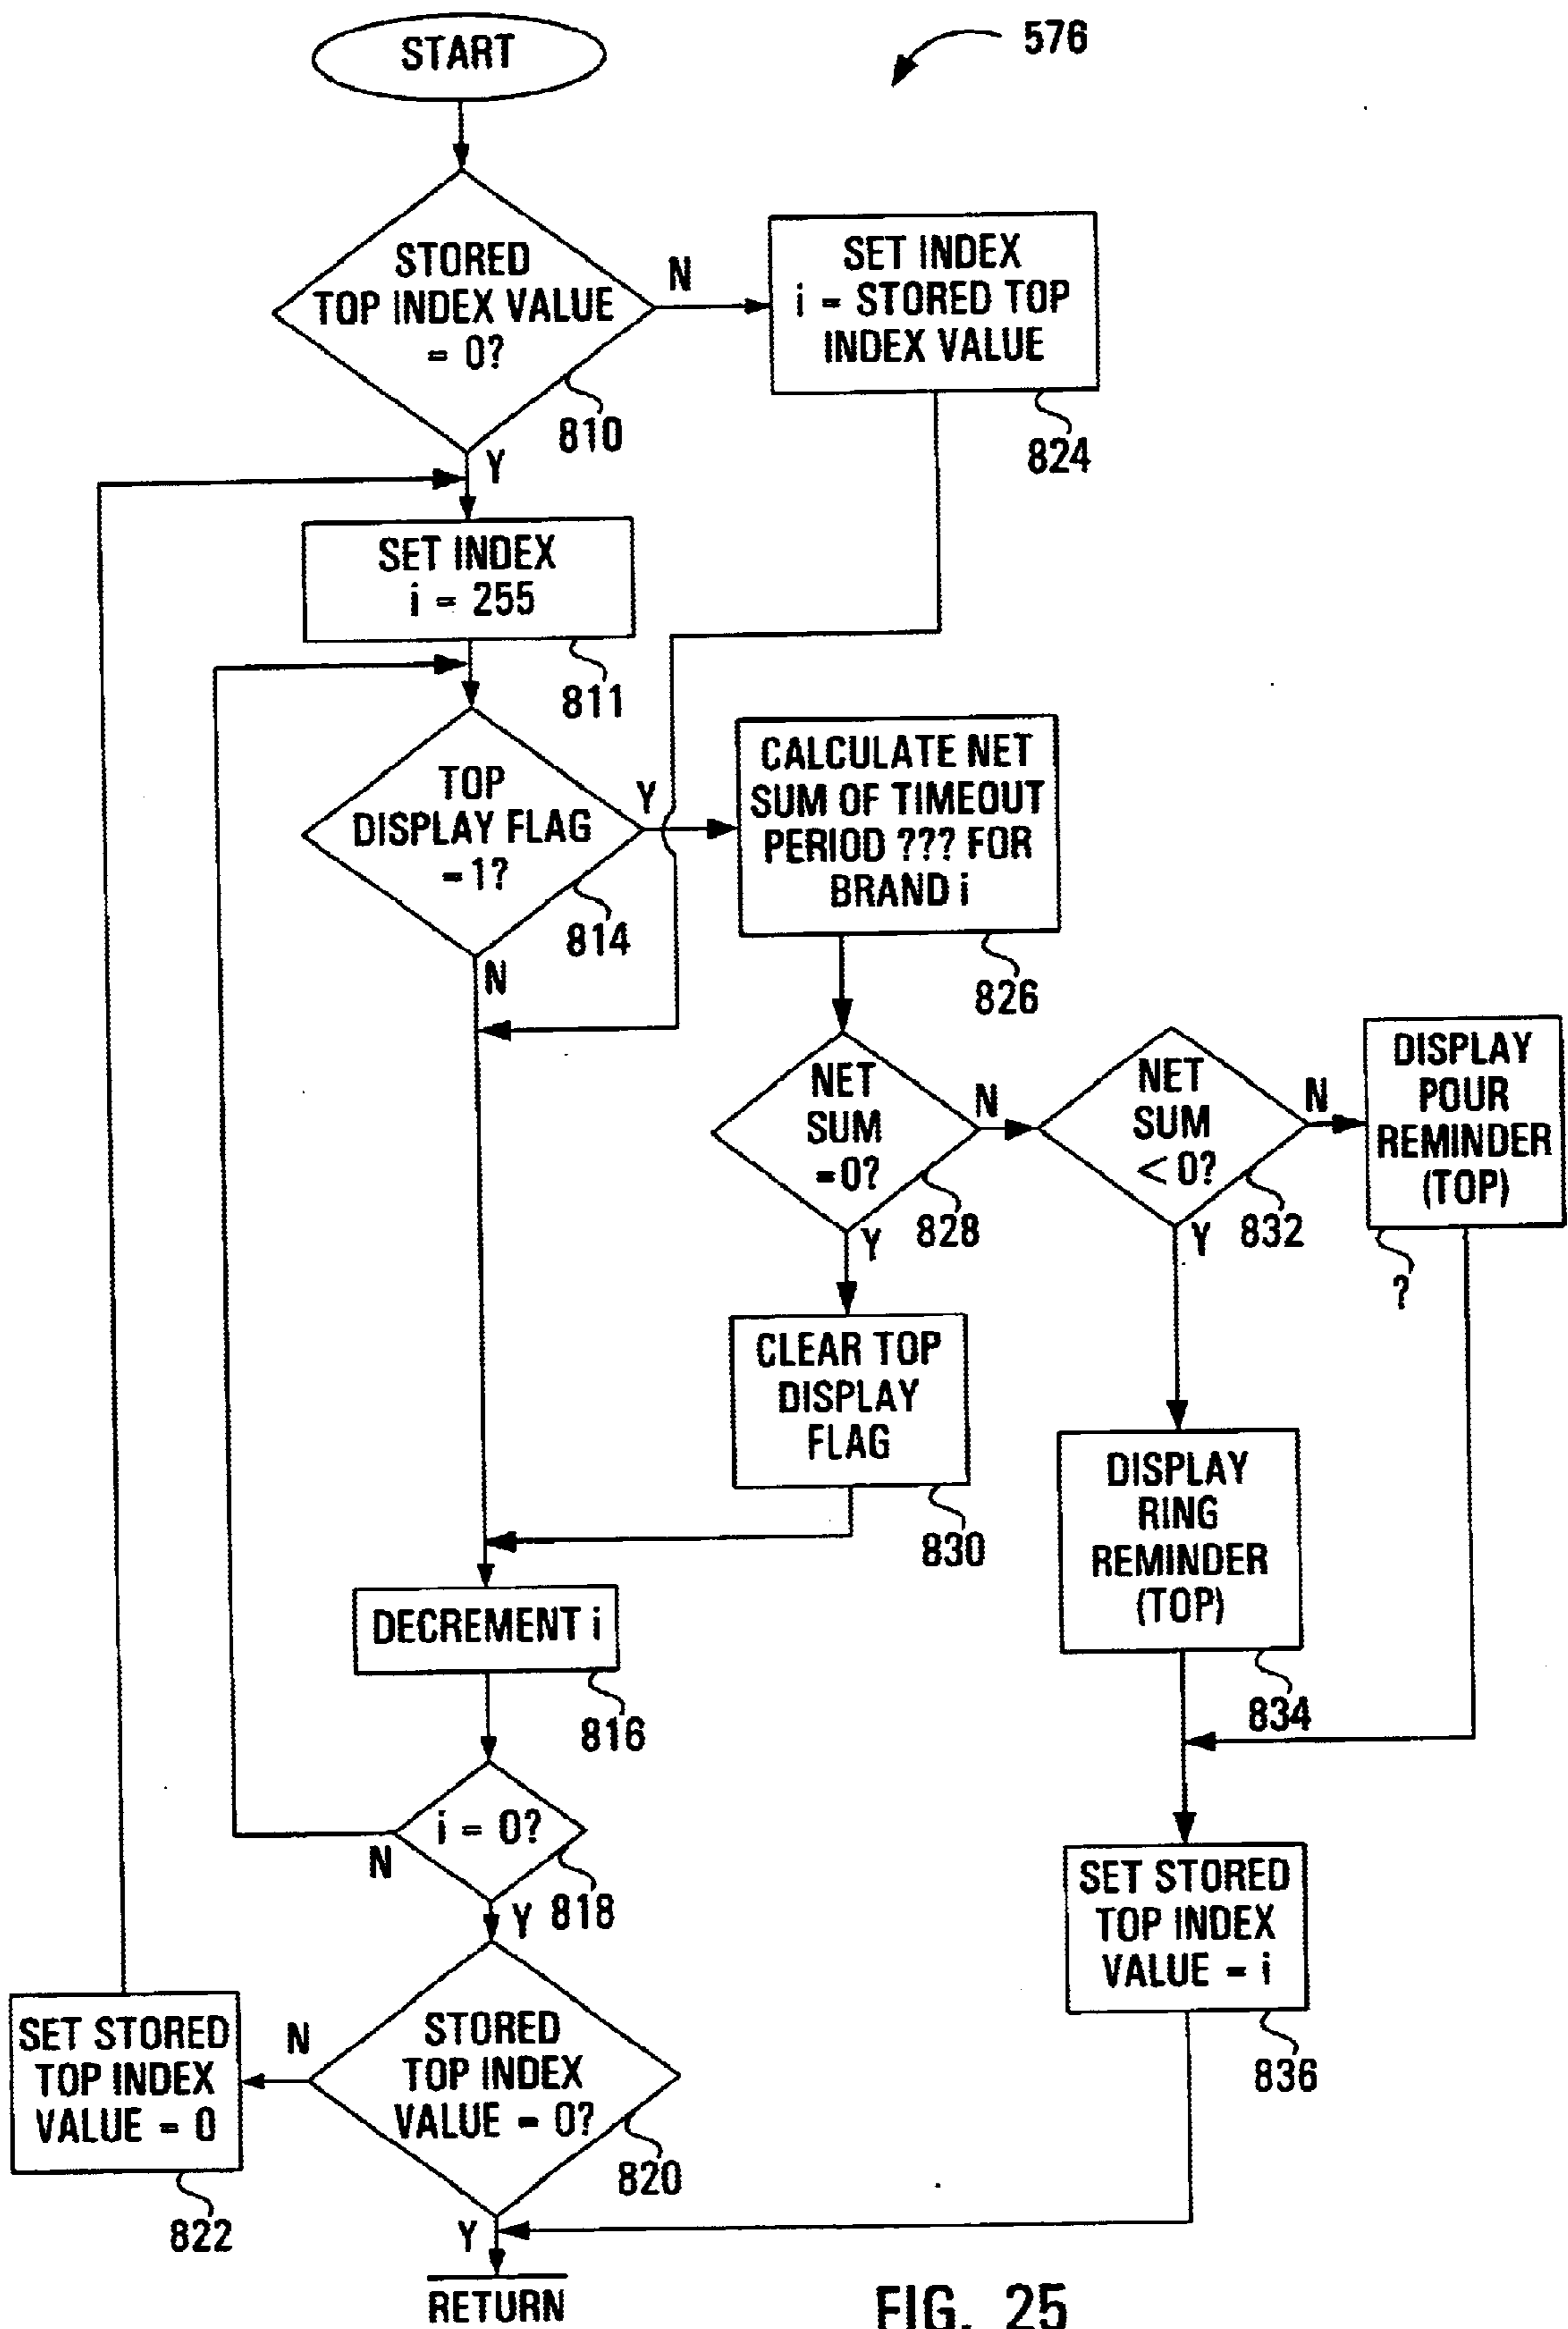 START
576
STORED
TOP INDEX VALUE
= 0?
N
810
Y
SET INDEX
i = STORED TOP
INDEX VALUE
824
SET INDEX
i = 255
811
TOP
DISPLAY FLAG
=1?
Y
814
N
CALCULATE NET
SUM OF TIMEOUT
PERIOD ??? FOR
BRAND i
826
NET
SUM
=0?
N
828
Y
NET
SUM
< 0?
N
832
Y
DISPLAY
POUR
REMINDER
(TOP)
?
CLEAR TOP
DISPLAY
FLAG
830
DISPLAY
RING
REMINDER
(TOP)
834
DECREMENT i
816
i = 0?
N
818
Y
SET STORED
TOP INDEX
VALUE = i
836
STORED
TOP INDEX
VALUE = 0?
N
820
Y
SET STORED
TOP INDEX
VALUE = 0
822
RETURN
FIG. 25